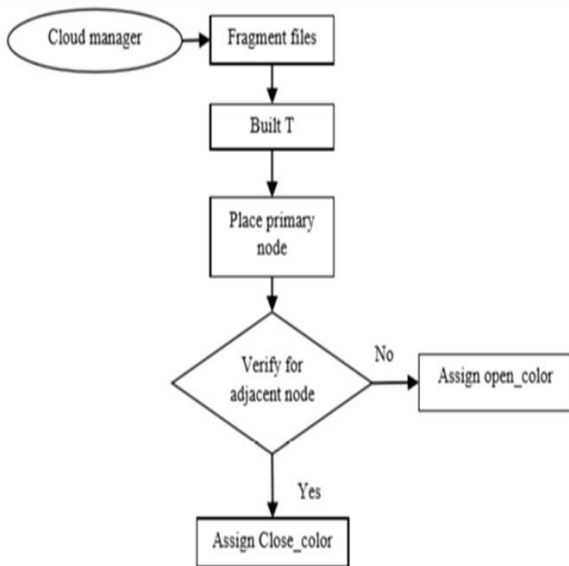 Cloud manager
Fragment files
Built T
Place primary
node
Verify for
adjacent node
No
Assign open_color
Yes
Assign Close_color